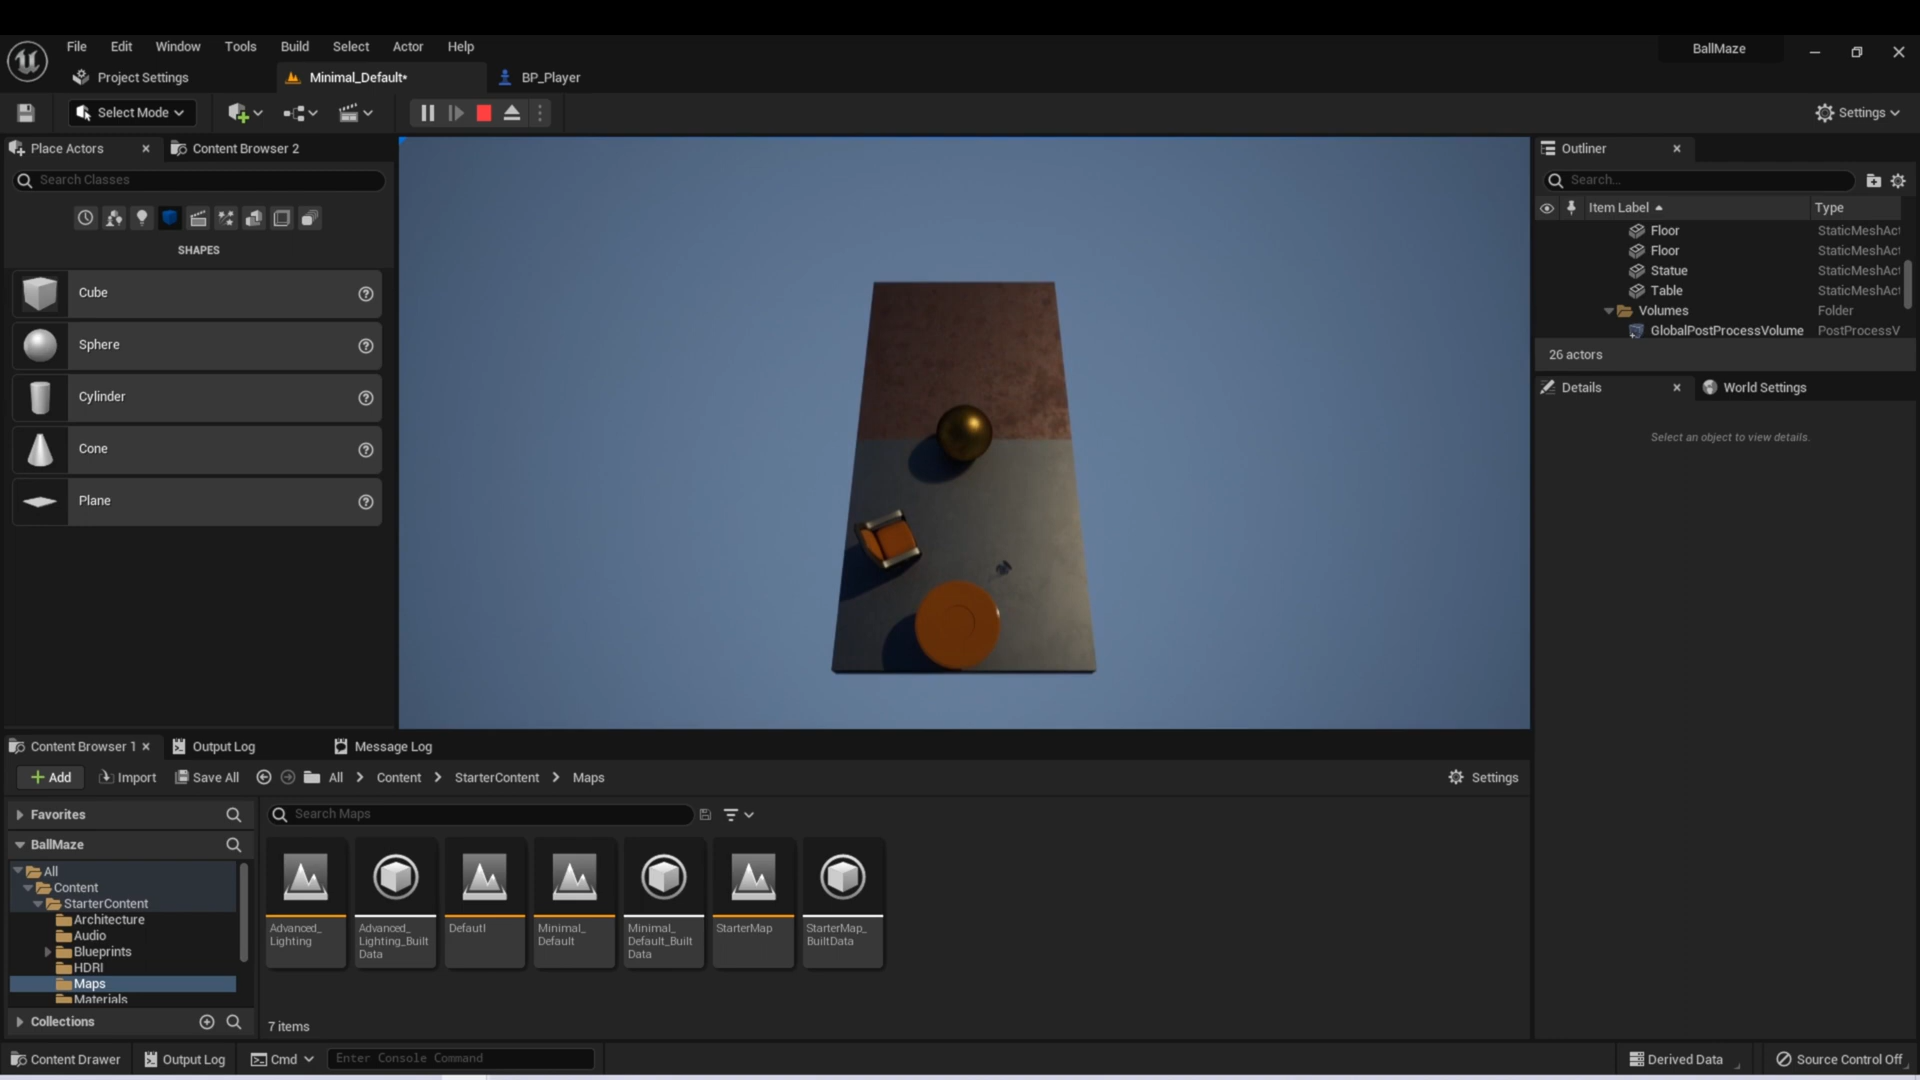 File Edit Window Tools Build Select Actor Help
BallMaze
Project Settings
Minimal_Default*
BP_Player
Select Mode
Settings
Place Actors
Content Browser 2
Search Classes
SHAPES
Cube
Sphere
Cylinder
Cone
Plane
Outliner
Search...
Item Label
Type
Floor StaticMeshAct
Floor StaticMeshAct
Statue StaticMeshAct
Table StaticMeshAct
Volumes Folder
GlobalPostProcessVolume PostProcessV
26 actors
Details
World Settings
Select an object to view details.
Content Browser 1
Output Log
Message Log
Add
Import
Save All
All
Content
StarterContent
Maps
Settings
Favorites
BallMaze
All
Content
StarterContent
Architecture
Audio
Blueprints
HDRI
Maps
Materials
Collections
Search Maps
Advanced_
Lighting
Advanced_
Lighting_Built
Data
Defautl
Minimal_
Default
Minimal_
Default_Built
Data
StarterMap
StarterMap_
BuiltData
7 items
Content Drawer
Output Log
Cmd
Enter Console Command
Derived Data
Source Control Off